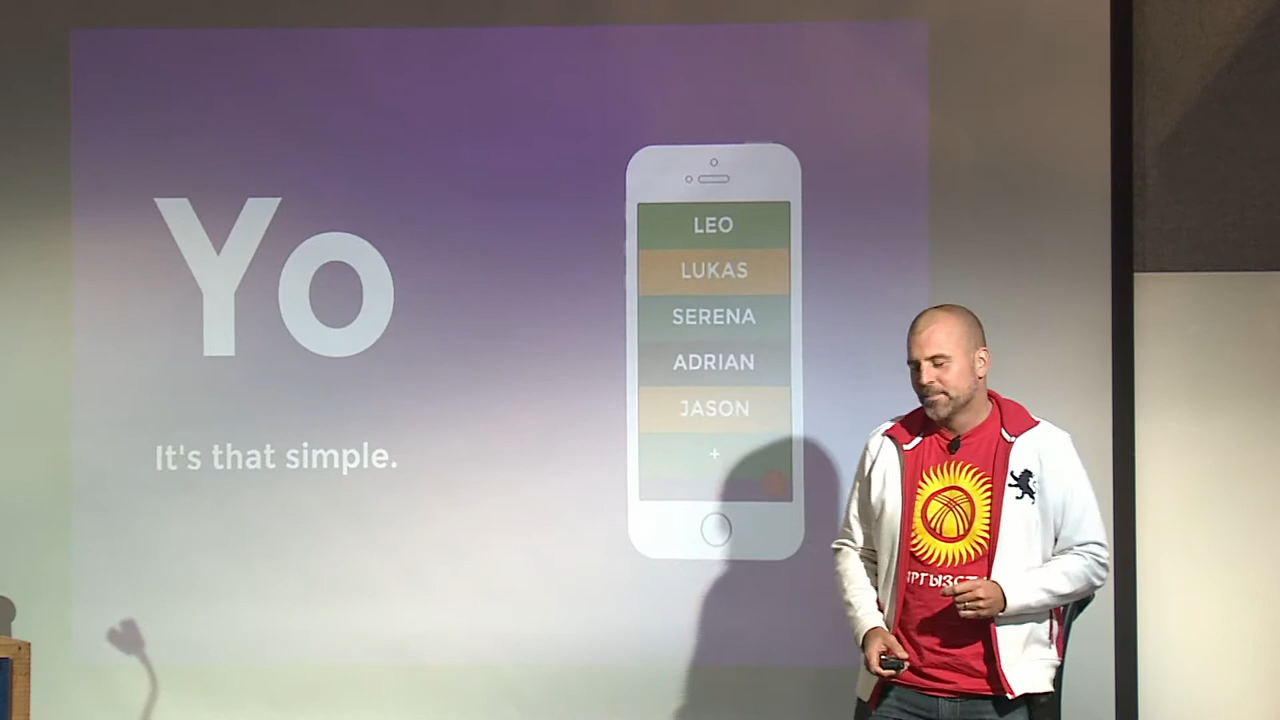 Yo
It's that simple.
LEO
LUKAS
SERENA
ADRIAN
JASON
+